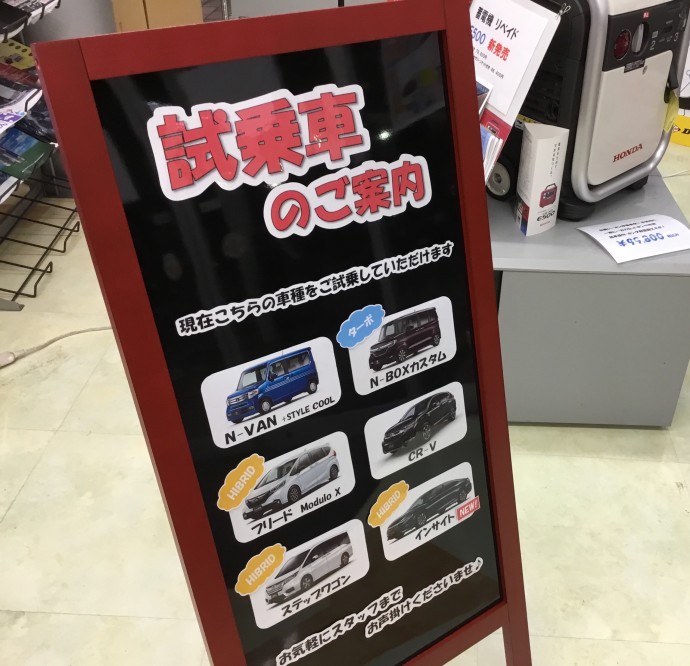 試乗車
のご案内
現在こちらの車種をご試乗していただけます
N-VAN +STYLE COOL
ターボ
N-BOXカスタム
HIBRID
フリード Modulo X
CR-V
HIBRID
ステップワゴン
HIBRID
インサイト NEW!
お気軽にスタッフまで
お声掛けくださいませ♪
蓄電機 リベイド
E500 新発売
HONDA
E500